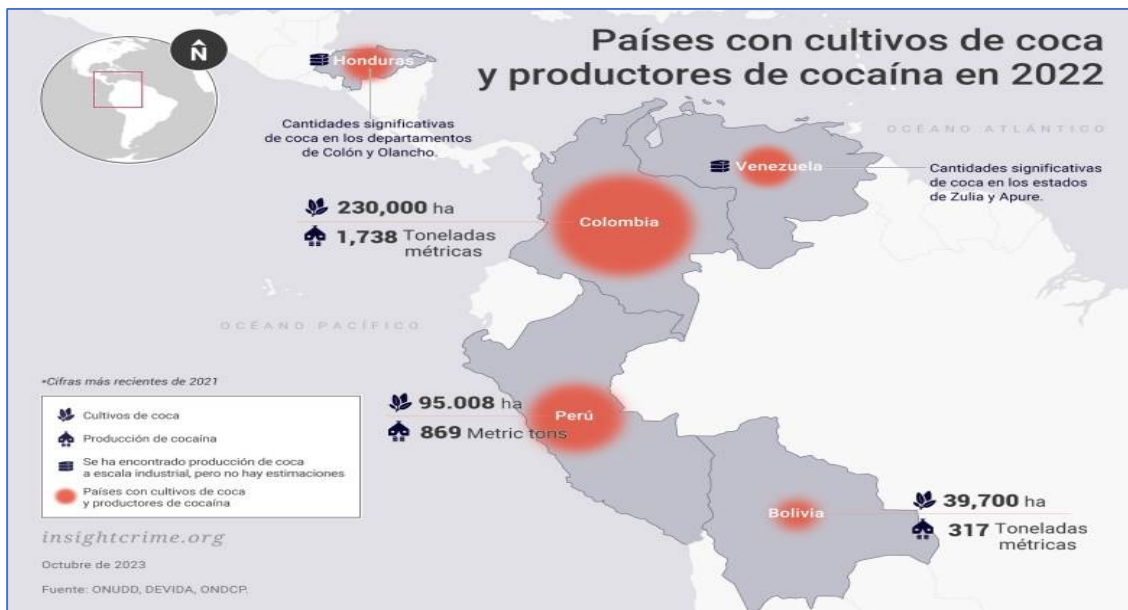 Países con cultivos de coca
y productores de cocaína en 2022
N
Honduras
Cantidades significativas
de coca en los departamentos
de Colón y Olancho.
OCÉANO ATLÁNTICO
Venezuela
Cantidades significativas
de coca en los estados
de Zulia y Apure.
230,000 ha
1,738 Toneladas
métricas
Colombia
OCÉANO PACÍFICO
95.008 ha
869 Metric tons
Perú
Bolivia
39,700 ha
317 Toneladas
métricas
*Cifras más recientes de 2021
Cultivos de coca
Producción de cocaína
Se ha encontrado producción de coca
a escala industrial, pero no hay estimaciones
Países con cultivos de coca
y productores de cocaína
insightcrime.org
Octubre de 2023
Fuente: ONUDD, DEVIDA, ONDCP.